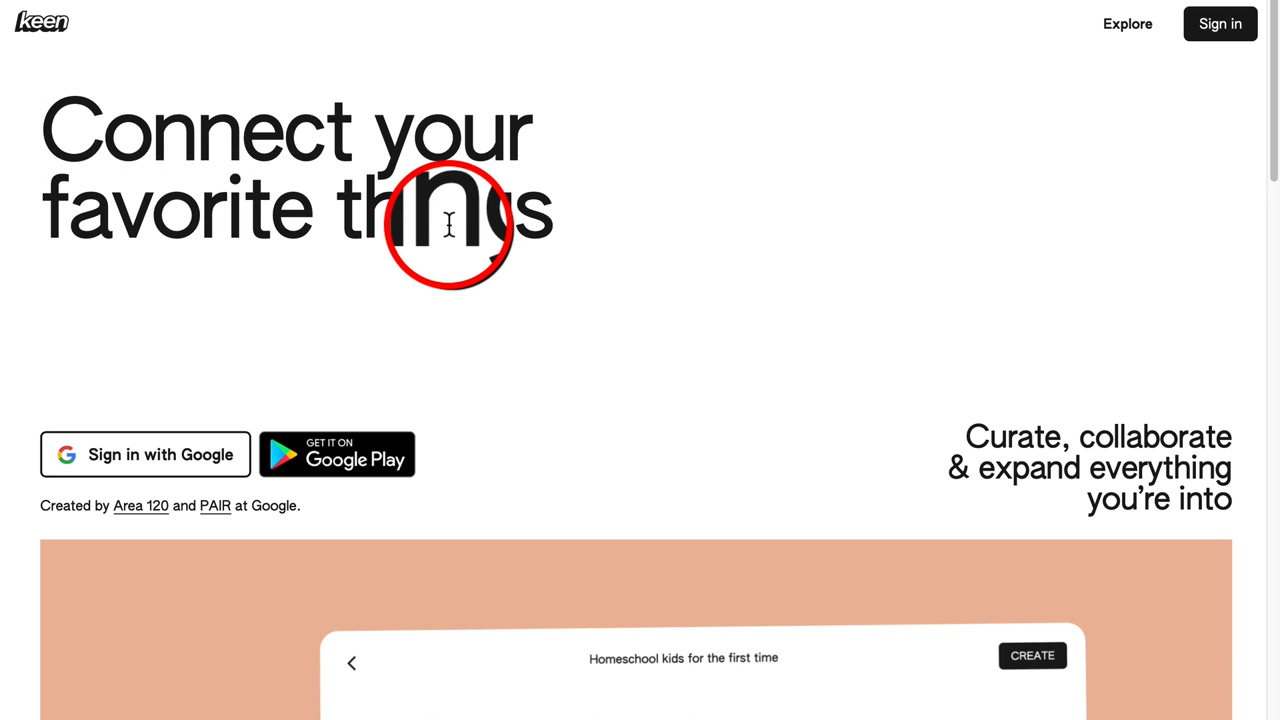 keen
Explore
Sign in
Connect your
favorite things
Sign in with Google
GET IT ON
Google Play
Created by Area 120 and PAIR at Google.
Curate, collaborate
& expand everything
you're into
Homeschool kids for the first time
CREATE